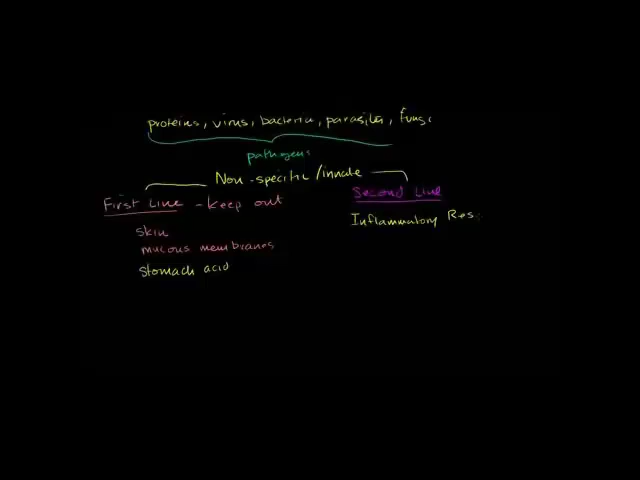 proteins, virus, bacteria, parasites, fungi
pathogens
Non-specific/innate
First Line - Keep out
Second Line
Skin
Inflammatory Res
mucous membranes
Stomach acid